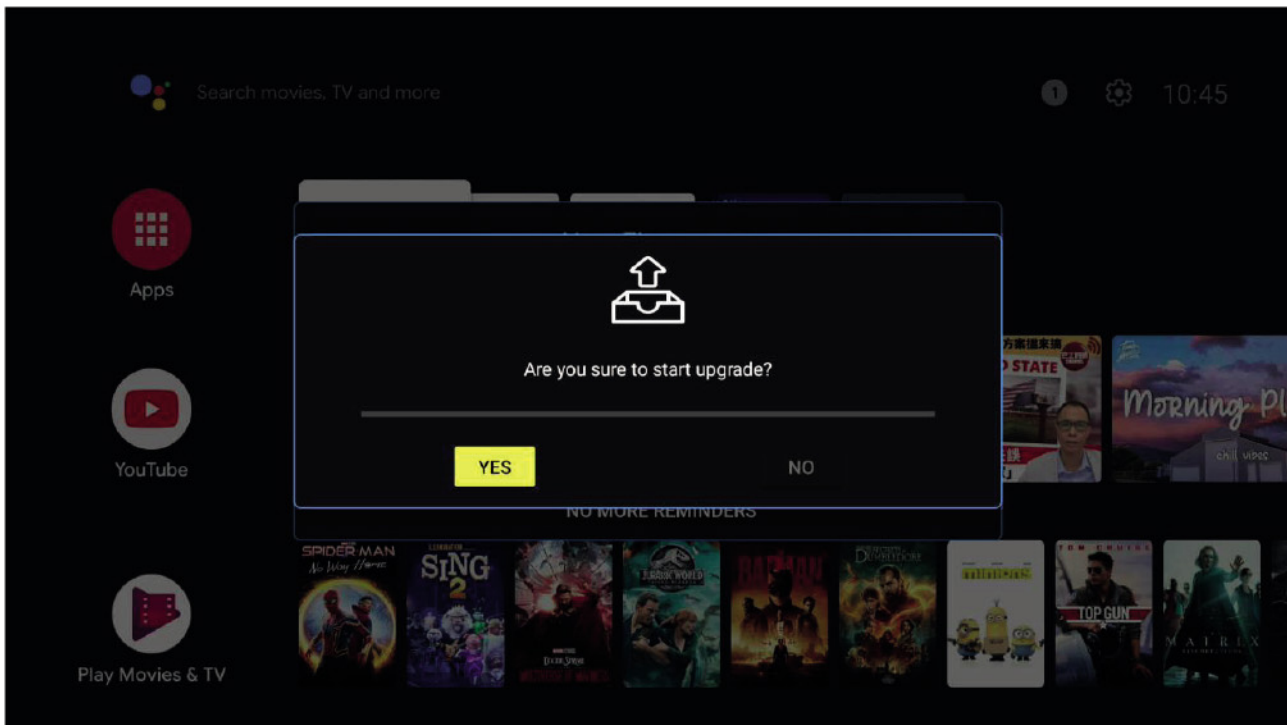 Search movies, TV and more
1
10:45
Apps
Are you sure to start upgrade?
YES
NO
NO MORE REMINDERS
YouTube
Play Movies & TV
STATE
Morning Pl
chill vibes
SPIDER-MAN
No Way Home
SING
2
JURASSIC WORLD
BATMAN
DUMBLEDORE
minions
TOM CRUISE
TOP GUN
MATRIX